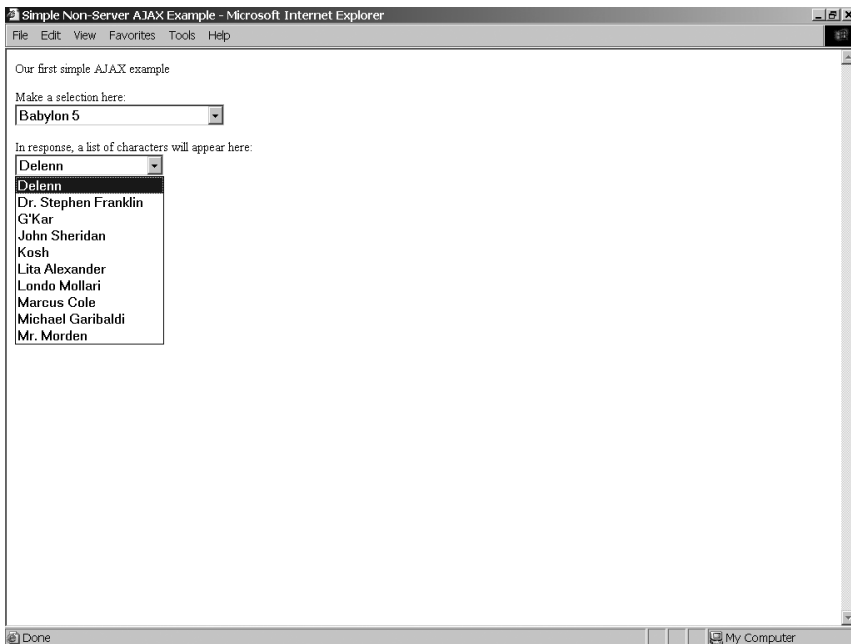 Simple Non-Server AJAX Example - Microsoft Internet Explorer
File Edit View Favorites Tools Help
Our first simple AJAX example
Make a selection here:
Babylon 5
In response, a list of characters will appear here:
Delenn
Delenn
Dr. Stephen Franklin
G'Kar
John Sheridan
Kosh
Lita Alexander
Londo Mollari
Marcus Cole
Michael Garibaldi
Mr. Morden
Done
My Computer